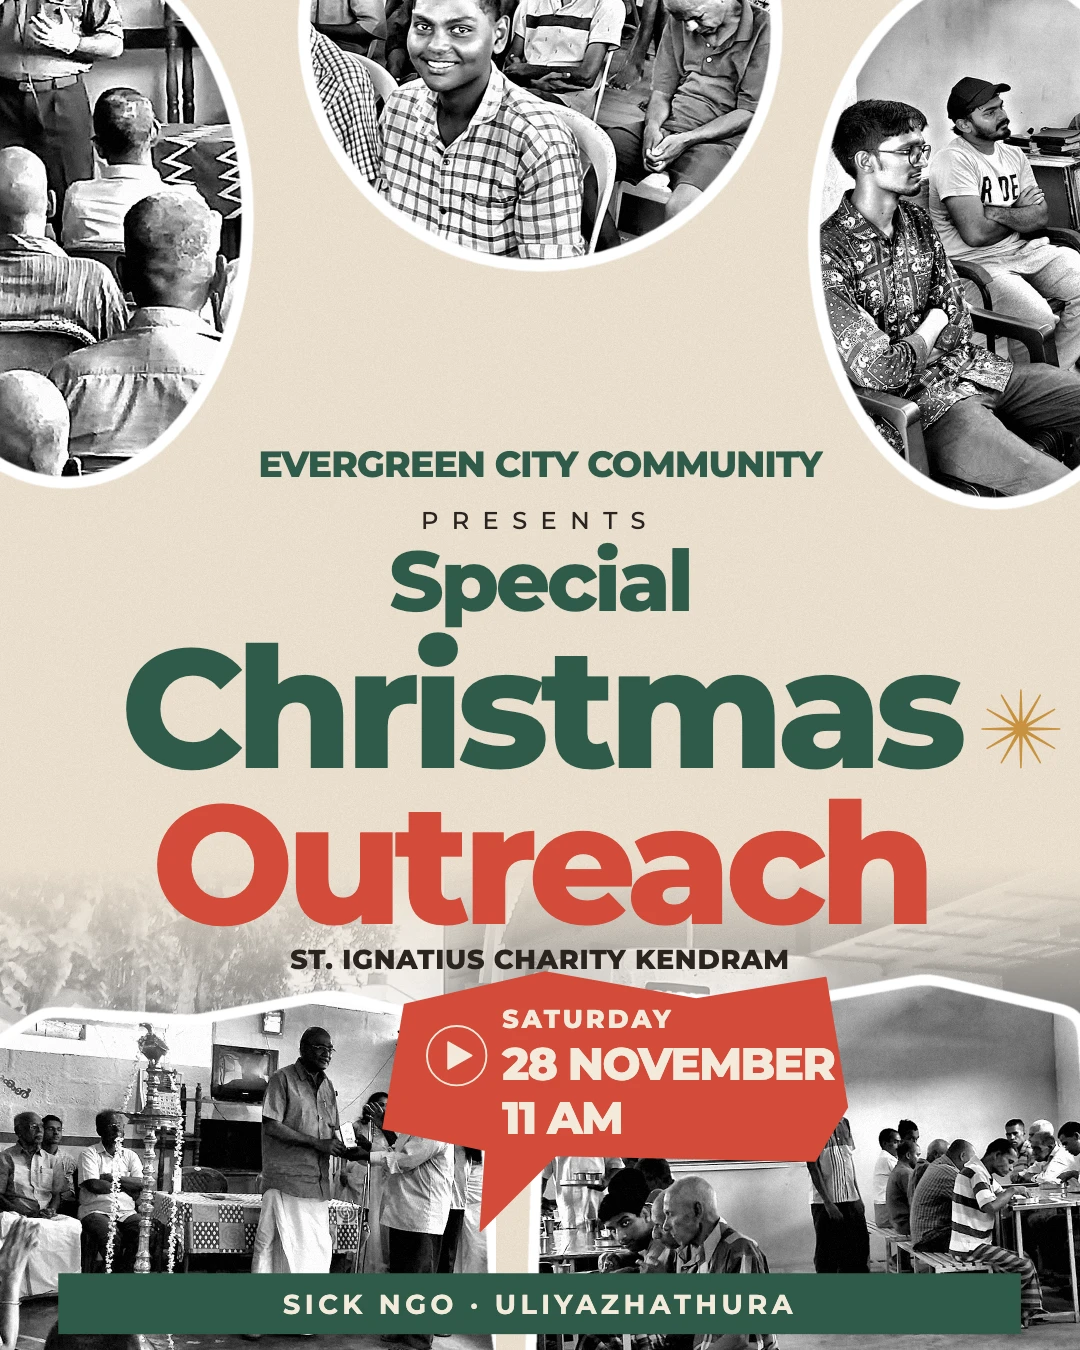 EVERGREEN CITY COMMUNITY
PRESENTS
Special
Christmas
Outreach
ST. IGNATIUS CHARITY KENDRAM
SATURDAY
28 NOVEMBER
11 AM
SICK NGO · ULIYAZHATHURA